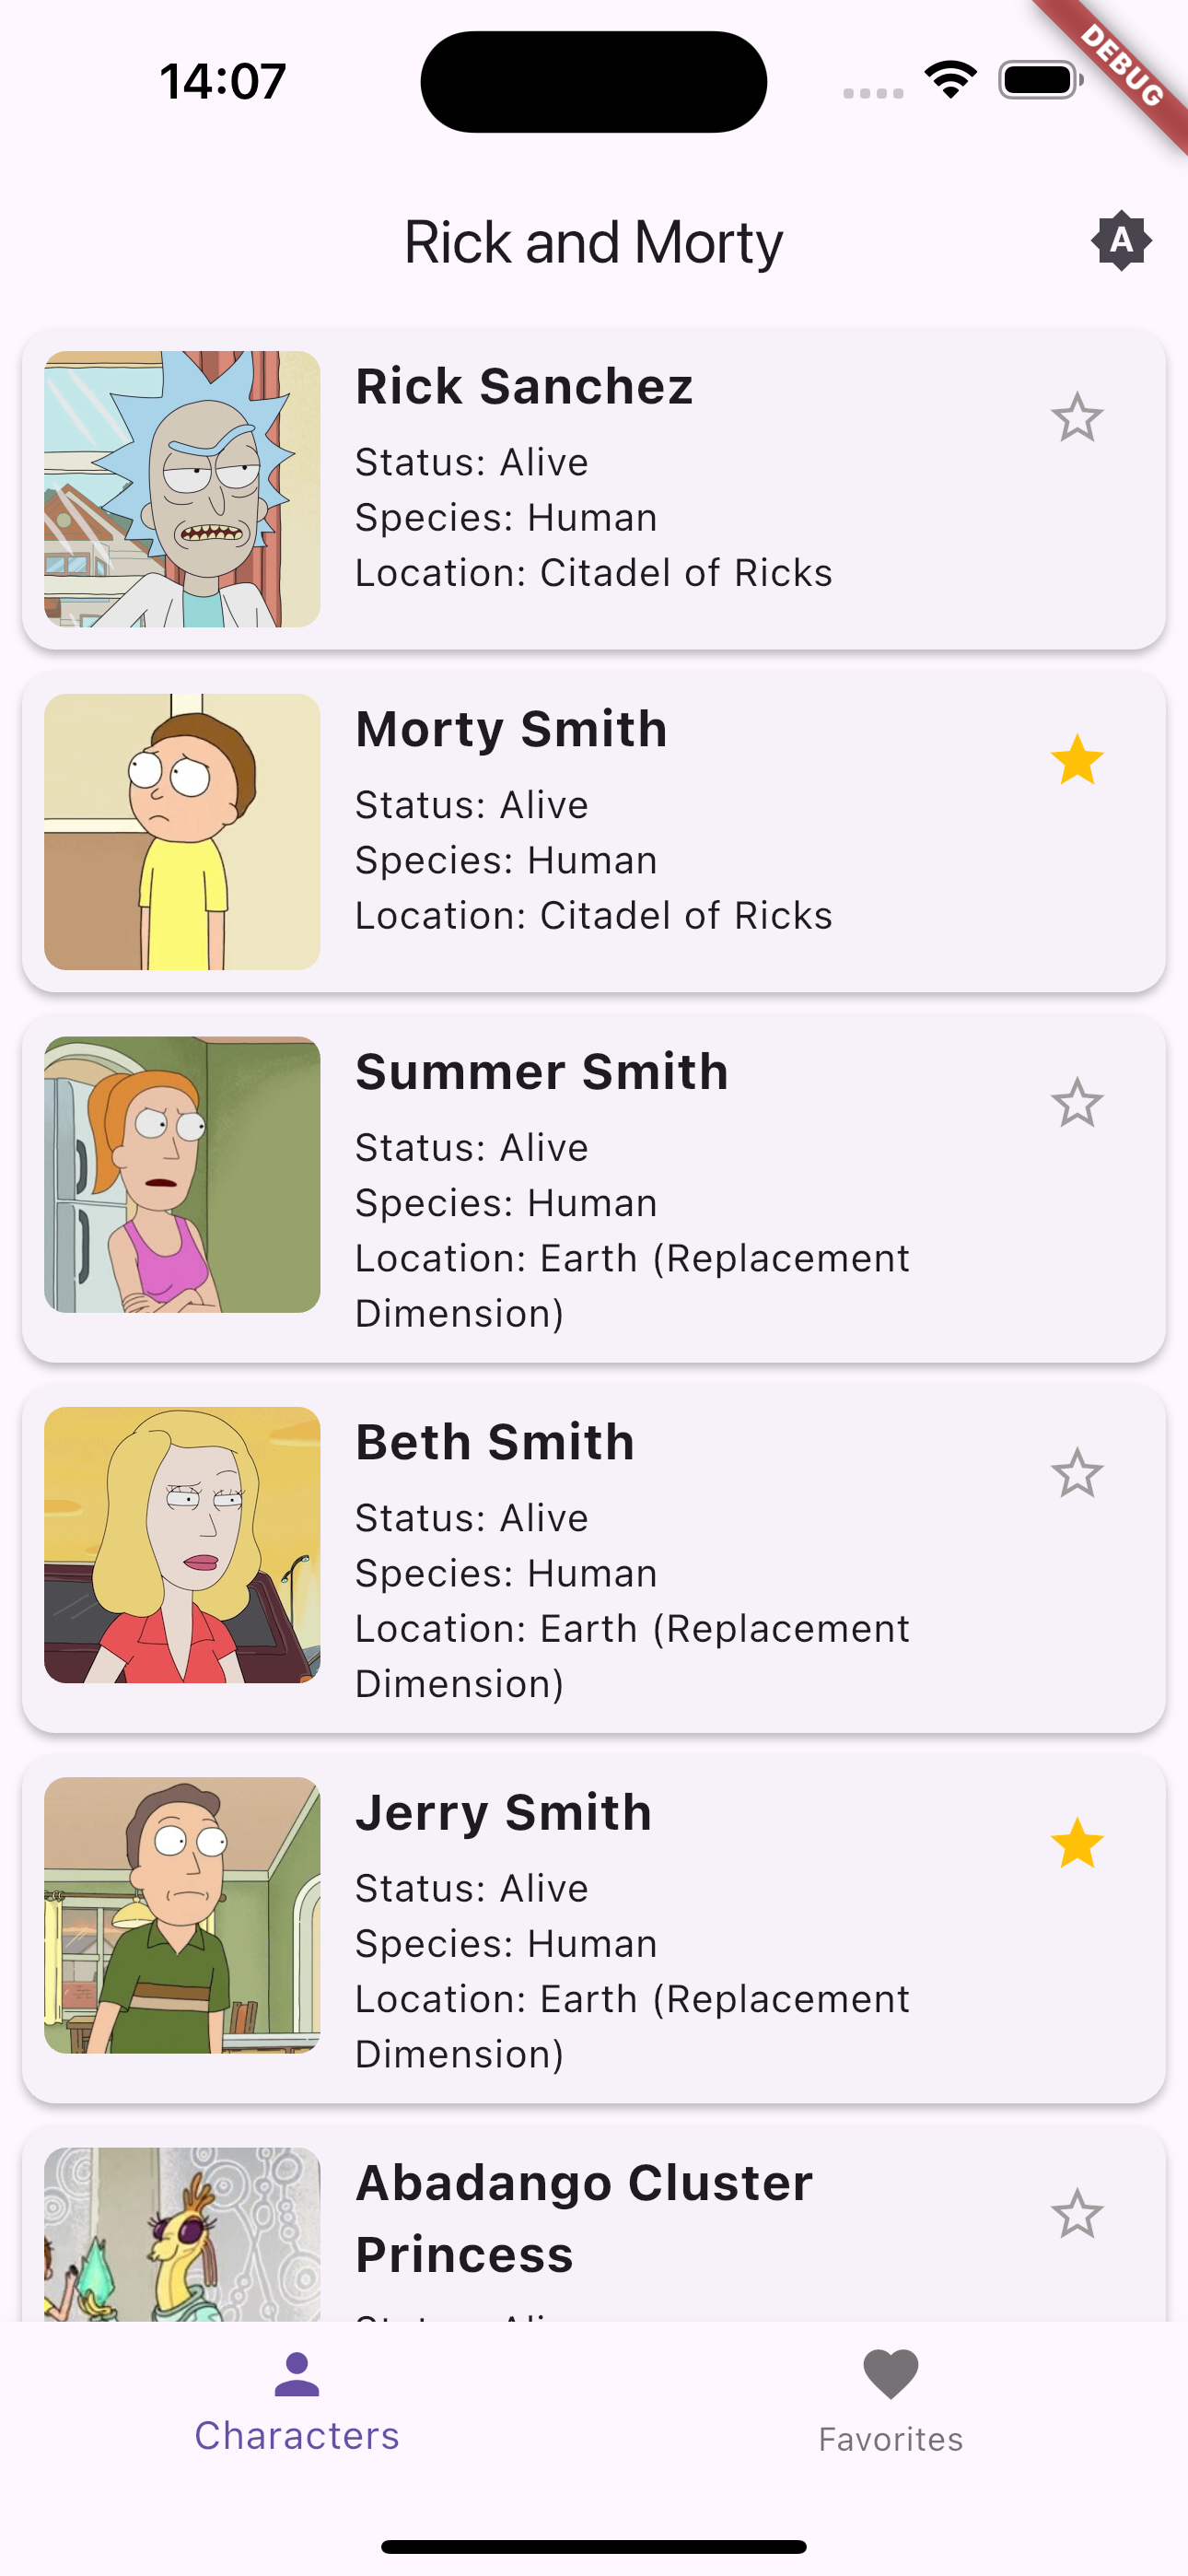 14:07
DEBUG
Rick and Morty
A
Rick Sanchez
Status: Alive
Species: Human
Location: Citadel of Ricks
Morty Smith
Status: Alive
Species: Human
Location: Citadel of Ricks
Summer Smith
Status: Alive
Species: Human
Location: Earth (Replacement
Dimension)
Beth Smith
Status: Alive
Species: Human
Location: Earth (Replacement
Dimension)
Jerry Smith
Status: Alive
Species: Human
Location: Earth (Replacement
Dimension)
Abadango Cluster
Princess
Characters
Favorites